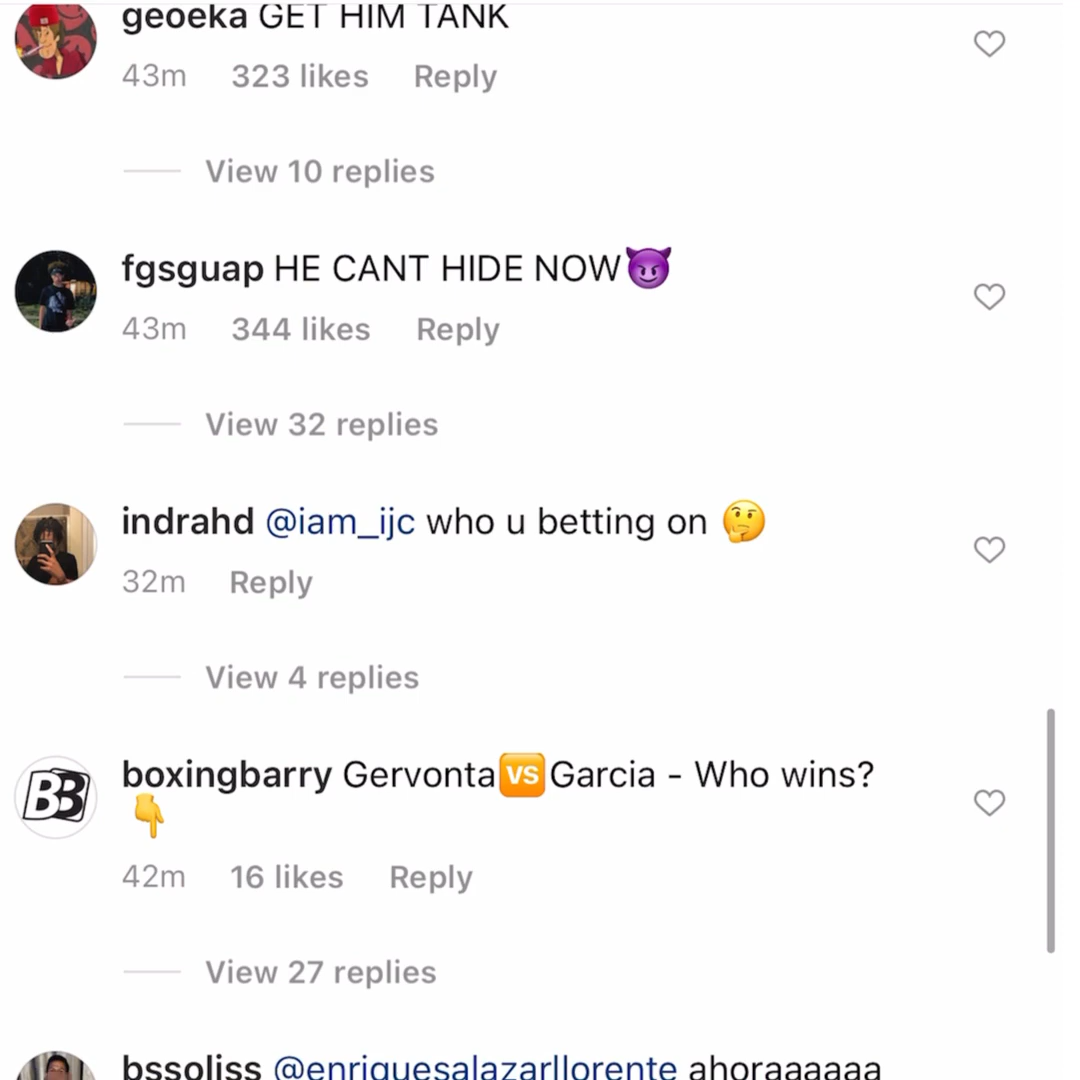 geoeka GET HIM TANK
43m 323 likes Reply
View 10 replies
fgsguap HE CANT HIDE NOW😈
43m 344 likes Reply
View 32 replies
indrahd @iam_ijc who u betting on 🤔
32m Reply
View 4 replies
BB
boxingbarry Gervonta🆚Garcia - Who wins?
👇
42m 16 likes Reply
View 27 replies
bssoliss @enriquesalazarllorente ahoraaaaaa